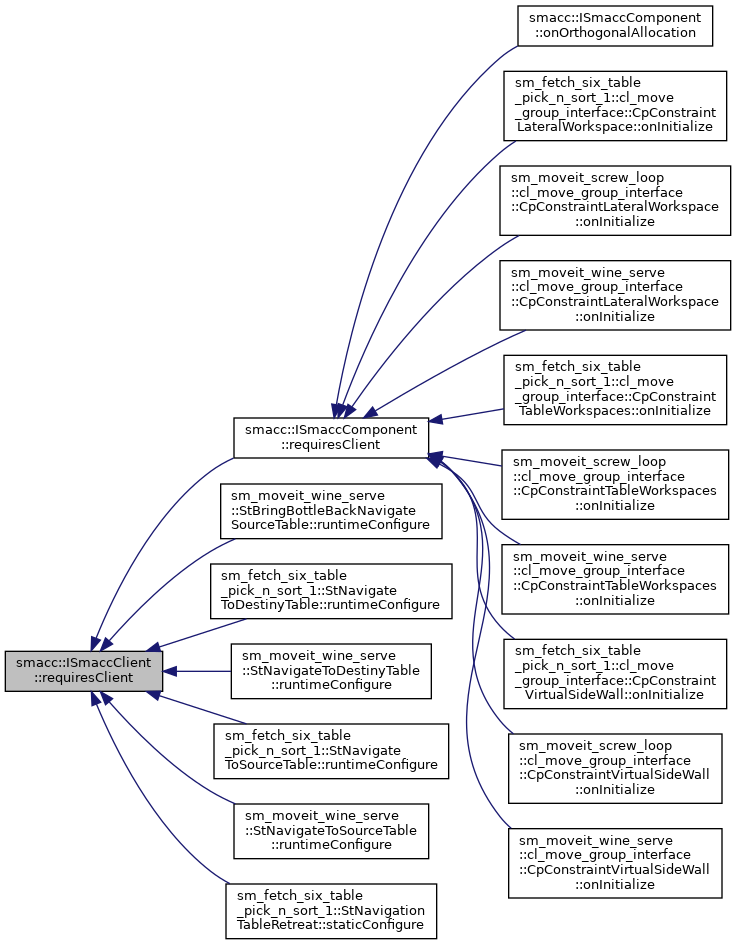 smacc::ISmaccComponent
::onOrthogonalAllocation
sm_fetch_six_table
_pick_n_sort_1::cl_move
_group_interface::CpConstraint
LateralWorkspace::onInitialize
sm_moveit_screw_loop
::cl_move_group_interface
::CpConstraintLateralWorkspace
::onInitialize
sm_moveit_wine_serve
::cl_move_group_interface
::CpConstraintLateralWorkspace
::onInitialize
sm_fetch_six_table
_pick_n_sort_1::cl_move
_group_interface::CpConstraint
TableWorkspaces::onInitialize
smacc::ISmaccComponent
::requiresClient
sm_moveit_screw_loop
::cl_move_group_interface
::CpConstraintTableWorkspaces
::onInitialize
sm_moveit_wine_serve
::StBringBottleBackNavigate
SourceTable::runtimeConfigure
sm_moveit_wine_serve
::cl_move_group_interface
::CpConstraintTableWorkspaces
::onInitialize
sm_fetch_six_table
_pick_n_sort_1::StNavigate
ToDestinyTable::runtimeConfigure
smacc::ISmaccClient
::requiresClient
sm_moveit_wine_serve
::StNavigateToDestinyTable
::runtimeConfigure
sm_fetch_six_table
_pick_n_sort_1::cl_move
_group_interface::CpConstraint
VirtualSideWall::onInitialize
sm_fetch_six_table
_pick_n_sort_1::StNavigate
ToSourceTable::runtimeConfigure
sm_moveit_screw_loop
::cl_move_group_interface
::CpConstraintVirtualSideWall
::onInitialize
sm_moveit_wine_serve
::StNavigateToSourceTable
::runtimeConfigure
sm_moveit_wine_serve
::cl_move_group_interface
::CpConstraintVirtualSideWall
::onInitialize
sm_fetch_six_table
_pick_n_sort_1::StNavigation
TableRetreat::staticConfigure